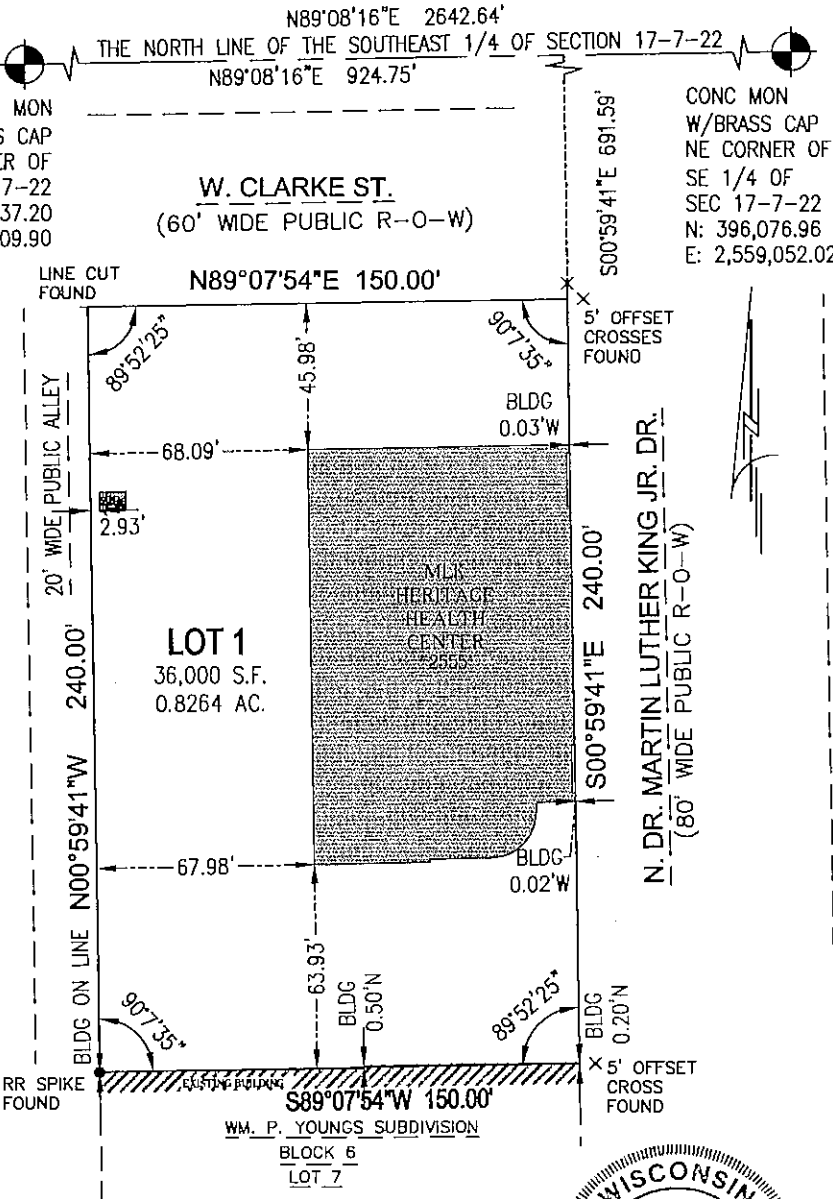 N89°08'16"E 2642.64'
THE NORTH LINE OF THE SOUTHEAST 1/4 OF SECTION 17-7-22
N89°08'16"E 924.75'
MON
CAP
OF
7-22
37.20
09.90
CONC MON
W/BRASS CAP
NE CORNER OF
SE 1/4 OF
SEC 17-7-22
N: 396,076.96
E: 2,559,052.02
S00°59'41"E 691.59'
W. CLARKE ST.
(60' WIDE PUBLIC R-O-W)
LINE CUT
FOUND
N89°07'54"E 150.00'
5' OFFSET
CROSSES
FOUND
89°52'25"
90°7'35"
45.98'
BLDG
0.03'W
68.09'
20' WIDE PUBLIC ALLEY
2.93'
MLK
HERITAGE
HEALTH
CENTER
2555
LOT 1
36,000 S.F.
0.8264 AC.
N00°59'41"W 240.00'
S00°59'41"E 240.00'
N. DR. MARTIN LUTHER KING JR. DR.
(80' WIDE PUBLIC R-O-W)
67.98'
BLDG
0.02'W
BLDG ON LINE
63.93'
BLDG
0.50'N
90°7'35"
89°52'25"
BLDG
0.20'N
RR SPIKE
FOUND
EXISTING BUILDING
5' OFFSET
CROSS
FOUND
S89°07'54"W 150.00'
WM. P. YOUNGS SUBDIVISION
BLOCK 6
LOT 7
WISCONSIN